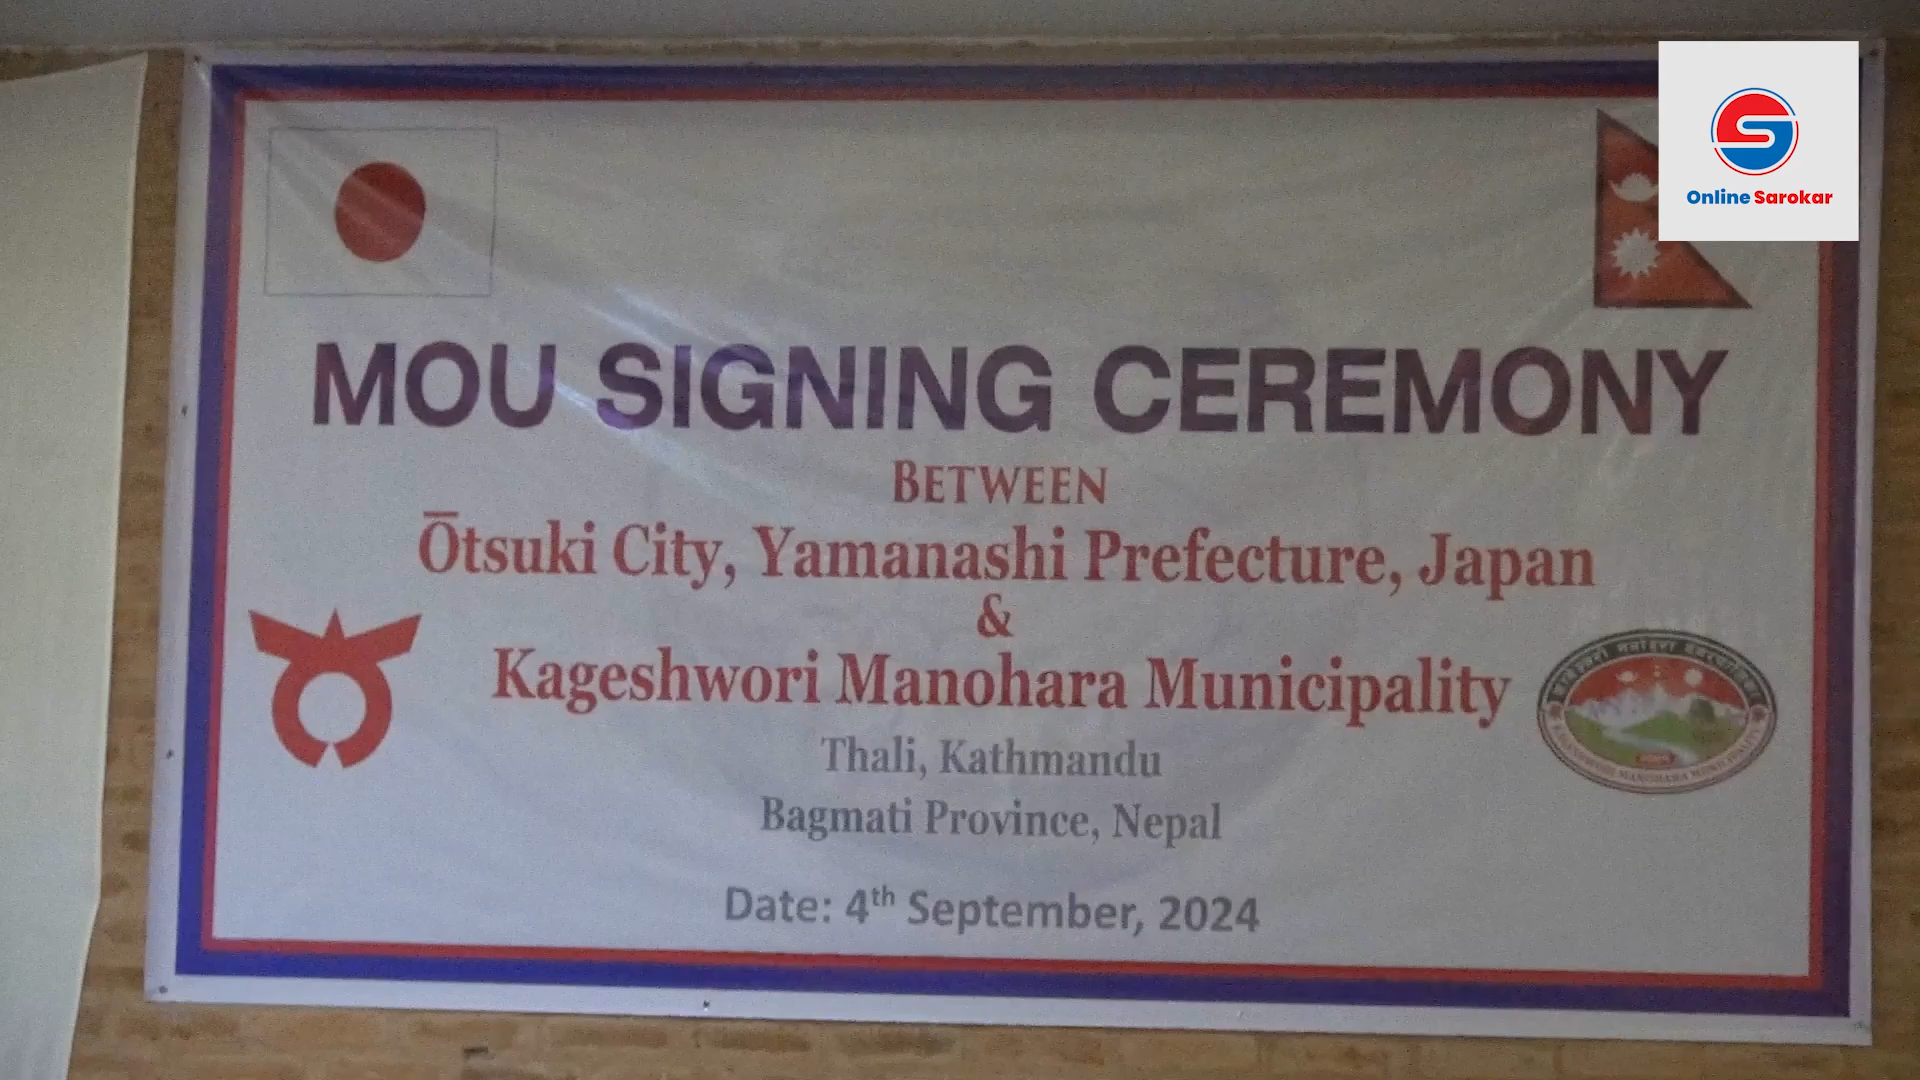 Online Sarokar
MOU SIGNING CEREMONY
BETWEEN
Ōtsuki City, Yamanashi Prefecture, Japan
&
Kageshwori Manohara Municipality
Thali, Kathmandu
Bagmati Province, Nepal
Date: 4th September, 2024